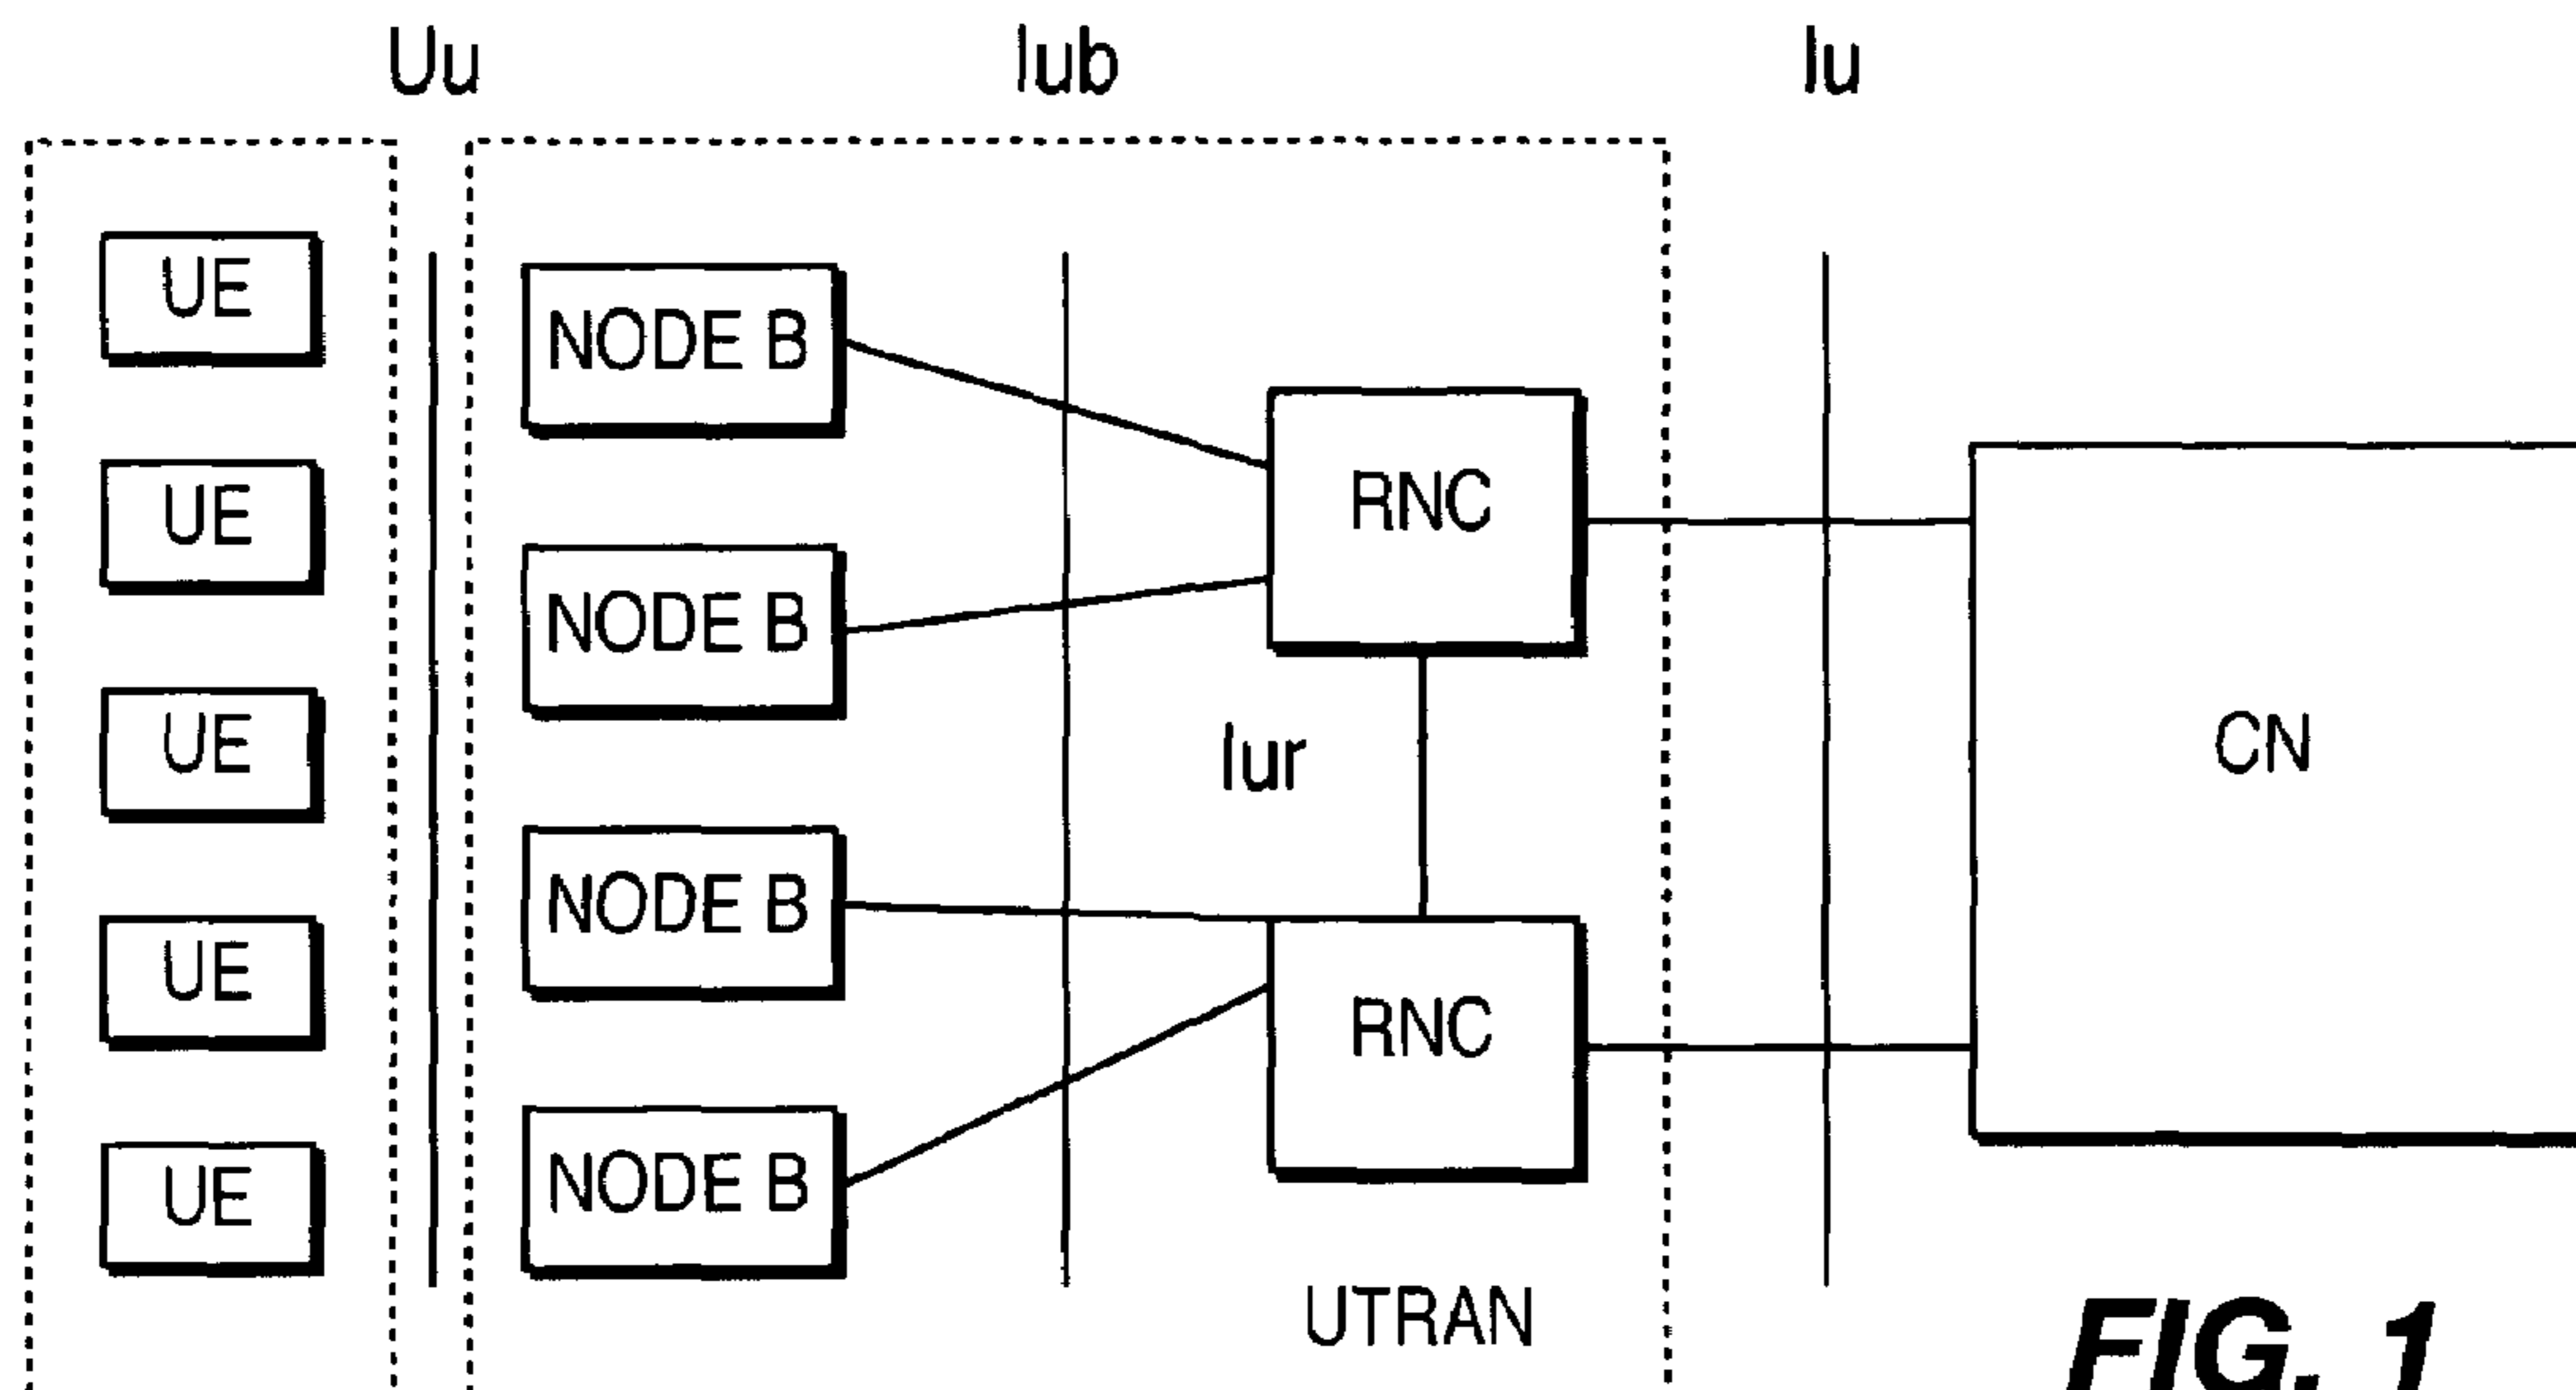 Uu
Iub
Iu
UE
UE
UE
UE
UE
NODE B
NODE B
NODE B
NODE B
RNC
Iur
RNC
UTRAN
CN
FIG. 1